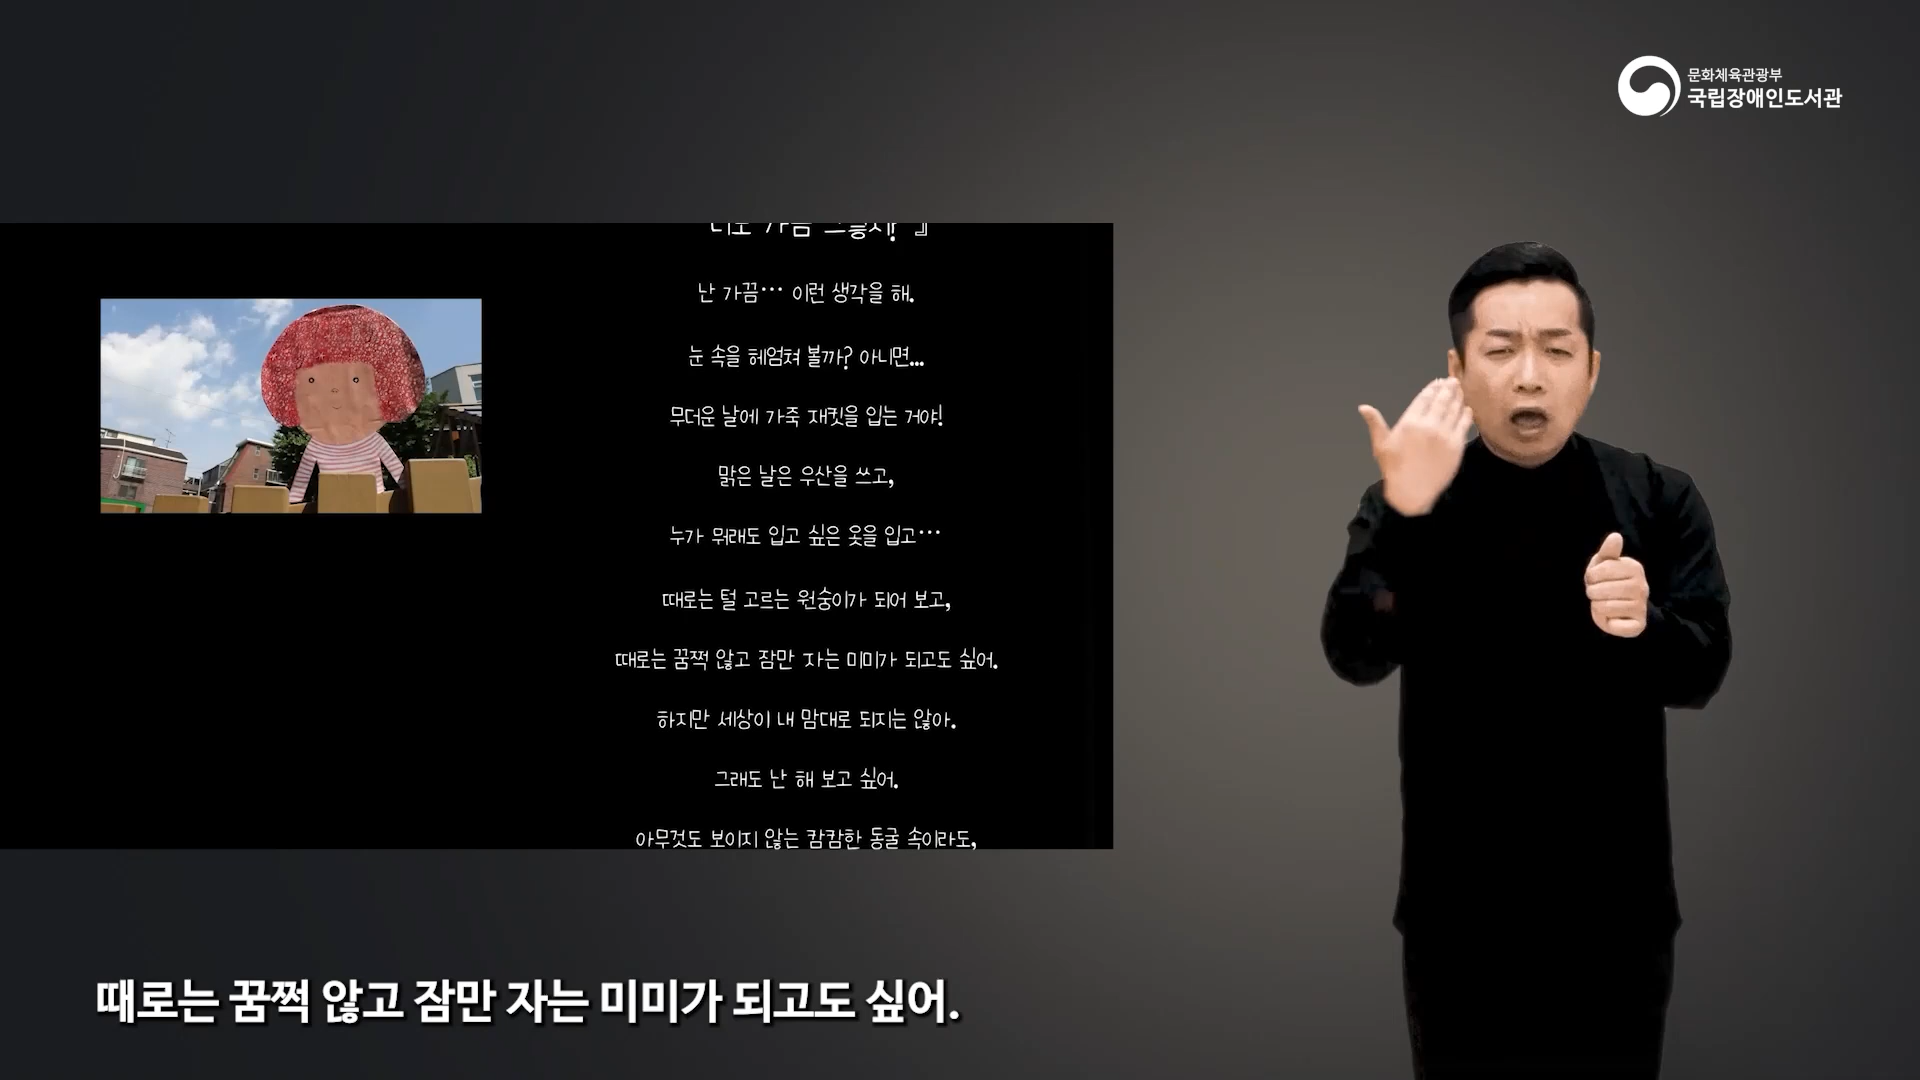 문화체육관광부
국립장애인도서관
난 가끔… 이런 생각을 해.
눈 속을 헤엄쳐 볼까? 아니면...
무더운 날에 가죽 재킷을 입는 거야!
맑은 날은 우산을 쓰고,
누가 뭐래도 입고 싶은 옷을 입고…
때로는 털 고르는 원숭이가 되어 보고,
때로는 꿈쩍 않고 잠만 자는 미미가 되고도 싶어.
하지만 세상이 내 맘대로 되지는 않아.
그래도 난 해 보고 싶어.
아무것도 보이지 않는 캄캄한 동굴 속이라도,
때로는 꿈쩍 않고 잠만 자는 미미가 되고도 싶어.